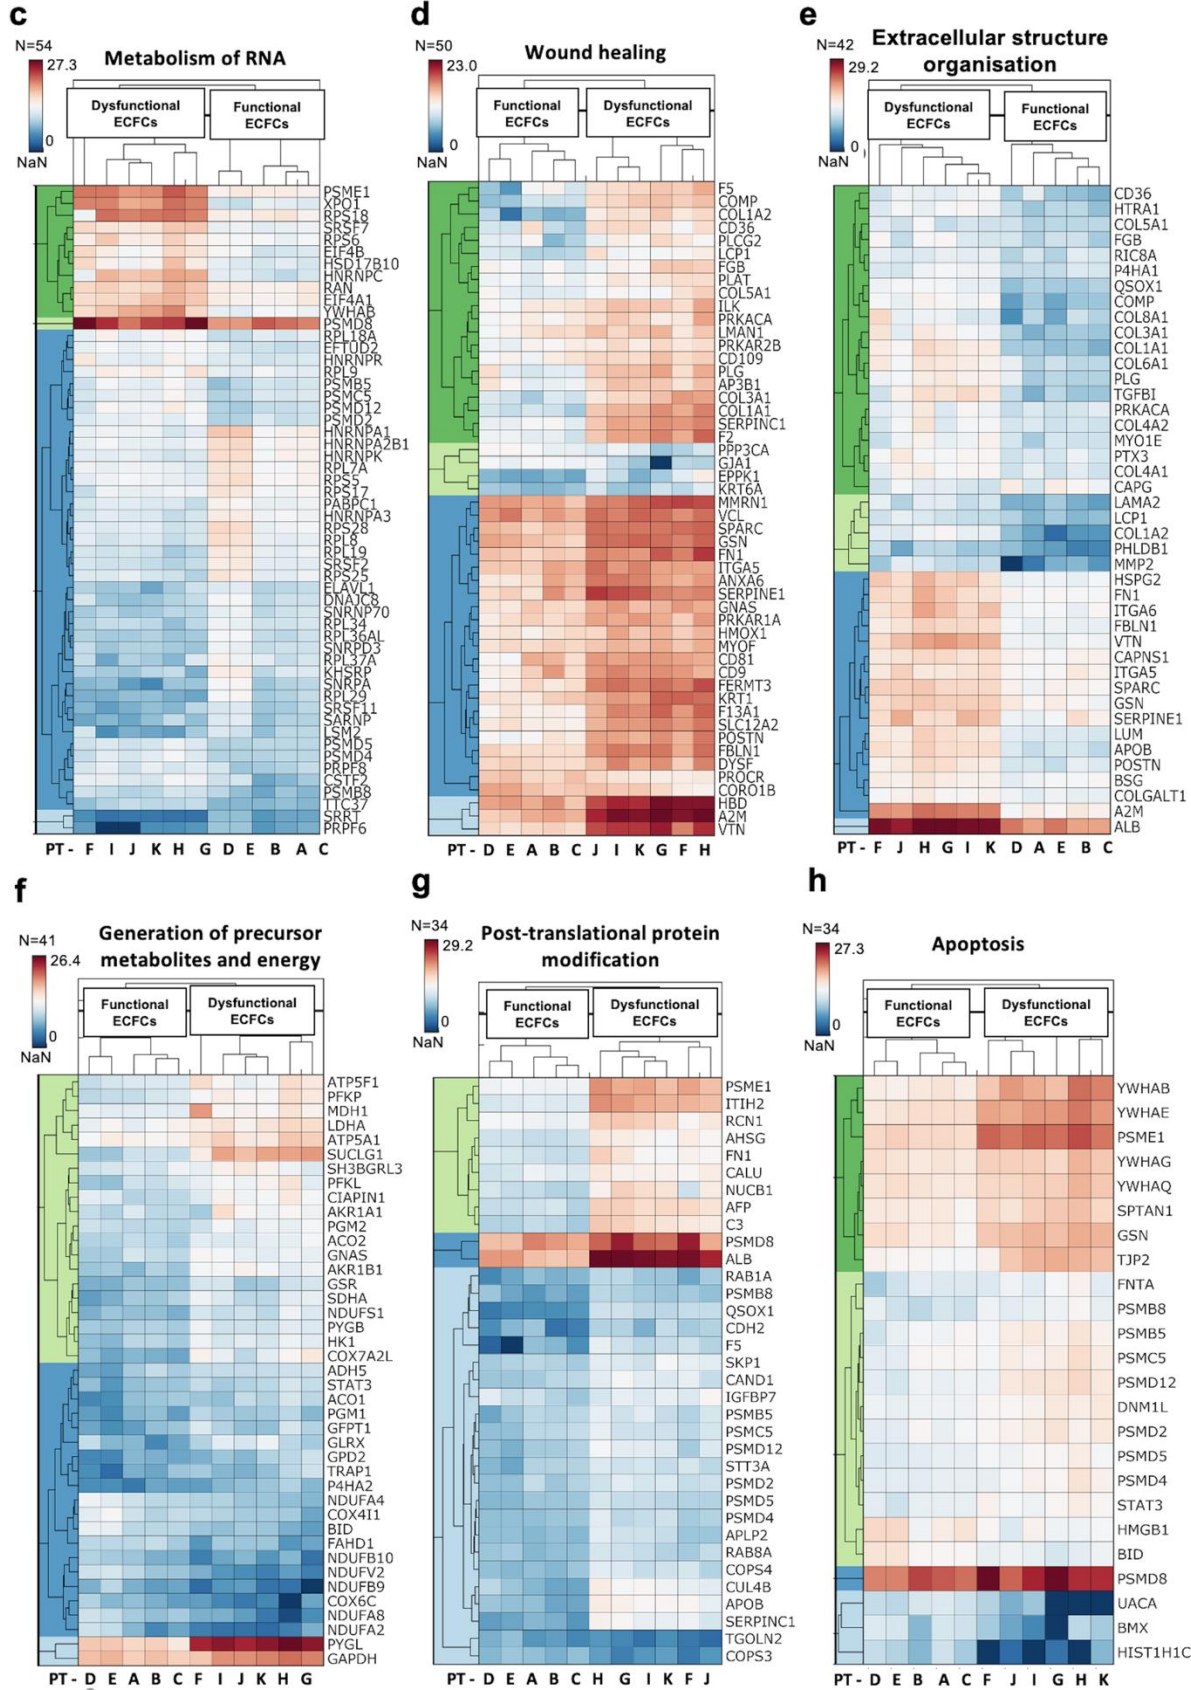 c
N=54
27.3
0
NaN
Metabolism of RNA
Dysfunctional
ECFCs
Functional
ECFCs
PSME1
XPO1
RPS18
SRSF7
RPS6
EIF4B
HSD17B10
HNRNPC
RAN
EIF4A1
YWHAB
PSMD8
RPL18A
EFTUD2
HNRNPR
RPL9
PSMB5
PSMC5
PSMD12
PSMD2
HNRNPA1
HNRNPA2B1
HNRNPK
RPL7A
RPS5
RPS17
PABPC1
HNRNPA3
RPS28
RPL8
RPL19
SRSF2
RPS25
ELAVL1
DNAJC8
SNRNP70
RPL34
RPL36AL
SNRPD3
RPL37A
KHSRP
SNRPA
RPL29
SRSF11
SARNP
LSM2
PSMD5
PSMD4
PRPF8
CSTF2
PSMB8
TTC37
SRRT
PRPF6
PT - F I J K H G D E B A C
d
N=50
23.0
0
NaN
Wound healing
Functional
ECFCs
Dysfunctional
ECFCs
F5
COMP
COL1A2
CD36
PLCG2
LCP1
FGB
PLAT
COL5A1
ILK
PRKACA
LMAN1
PRKAR2B
CD109
PLG
AP3B1
COL3A1
COL1A1
SERPINC1
F2
PPP3CA
GJA1
EPPK1
KRT6A
MMRN1
VCL
SPARC
GSN
FN1
ITGA5
ANXA6
SERPINE1
GNAS
PRKAR1A
HMOX1
MYOF
CD81
CD9
FERMT3
KRT1
F13A1
SLC12A2
POSTN
FBLN1
DYSF
PROCR
CORO1B
HBD
A2M
VTN
PT - D E A B C J I K G F H
e
N=42
29.2
0
NaN
Extracellular structure
organisation
Dysfunctional
ECFCs
Functional
ECFCs
CD36
HTRA1
COL5A1
FGB
RIC8A
P4HA1
QSOX1
COMP
COL8A1
COL3A1
COL1A1
COL6A1
PLG
TGFBI
PRKACA
COL4A2
MYO1E
PTX3
COL4A1
CAPG
LAMA2
LCP1
COL1A2
PHLDB1
MMP2
HSPG2
FN1
ITGA6
FBLN1
VTN
CAPNS1
ITGA5
SPARC
GSN
SERPINE1
LUM
APOB
POSTN
BSG
COLGALT1
A2M
ALB
PT - F J H G I K D A E B C
f
N=41
26.4
0
NaN
Generation of precursor
metabolites and energy
Functional
ECFCs
Dysfunctional
ECFCs
ATP5F1
PFKP
MDH1
LDHA
ATP5A1
SUCLG1
SH3BGRL3
PFKL
CIAPIN1
AKR1A1
PGM2
ACO2
GNAS
AKR1B1
GSR
SDHA
NDUFS1
PYGB
HK1
COX7A2L
ADH5
STAT3
ACO1
PGM1
GFPT1
GLRX
GPD2
TRAP1
P4HA2
NDUFA4
COX4I1
BID
FAHD1
NDUFB10
NDUFV2
NDUFB9
COX6C
NDUFA8
NDUFA2
PYGL
GAPDH
PT - D E A B C F J K H G
g
N=34
29.2
0
NaN
Post-translational protein
modification
Functional
ECFCs
Dysfunctional
ECFCs
PSME1
ITIH2
RCN1
AHSG
FN1
CALU
NUCB1
AFP
C3
PSMD8
ALB
RAB1A
PSMB8
QSOX1
CDH2
F5
SKP1
CAND1
IGFBP7
PSMB5
PSMC5
PSMD12
STT3A
PSMD2
PSMD5
PSMD4
APLP2
RAB8A
COPS4
CUL4B
APOB
SERPINC1
TGOLN2
COPS3
PT - D E A B C H G I K F J
h
N=34
27.3
0
NaN
Apoptosis
Functional
ECFCs
Dysfunctional
ECFCs
YWHAB
YWHAE
PSME1
YWHAG
YWHAQ
SPTAN1
GSN
TJP2
FNTA
PSMB8
PSMB5
PSMC5
PSMD12
DNM1L
PSMD2
PSMD5
PSMD4
STAT3
HMGB1
BID
PSMD8
UACA
BMX
HIST1H1C
PT - D E B A C F J I G H K